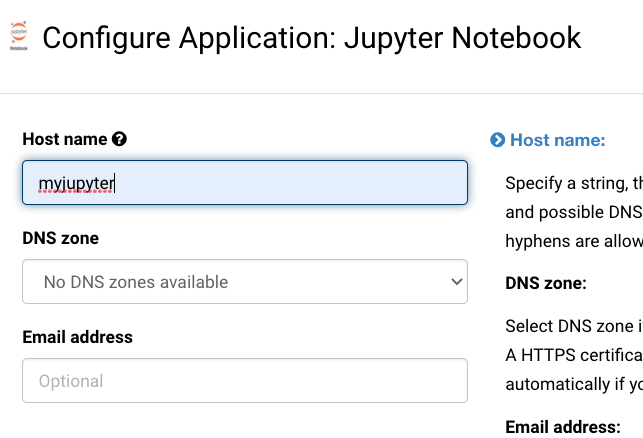 Configure Application: Jupyter Notebook
Host name
myjupyter
DNS zone
No DNS zones available
Email address
Optional
Host name:
Specify a string, th
and possible DNS
hyphens are allow
DNS zone:
Select DNS zone i
A HTTPS certifica
automatically if yo
Email address: